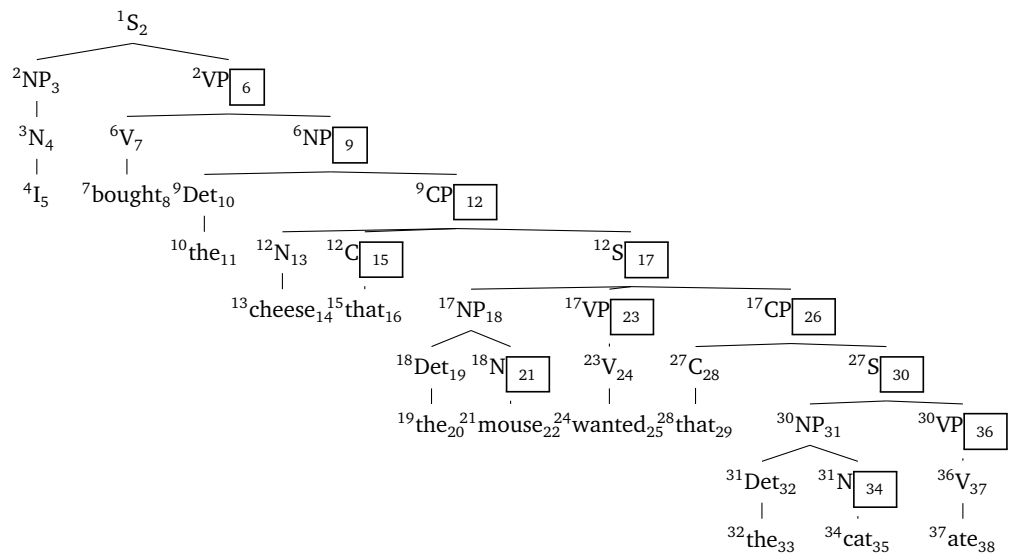 ¹S₂
²NP₃ ²VP 6
³N₄ ⁶V₇ ⁶NP 9
⁴I₅ ⁷bought₈ ⁹Det₁₀ ⁹CP 12
¹⁰the₁₁ ¹²N₁₃ ¹²C 15 ¹²S 17
¹³cheese₁₄ ¹⁵that₁₆ ¹⁷NP₁₈ ¹⁷VP 23 ¹⁷CP 26
¹⁸Det₁₉ ¹⁸N 21 ²³V₂₄ ²⁷C₂₈ ²⁷S 30
¹⁹the₂₀ ²¹mouse₂₂ ²⁴wanted₂₅ ²⁸that₂₉ ³⁰NP₃₁ ³⁰VP 36
³¹Det₃₂ ³¹N 34 ³⁶V₃₇
³²the₃₃ ³⁴cat₃₅ ³⁷ate₃₈